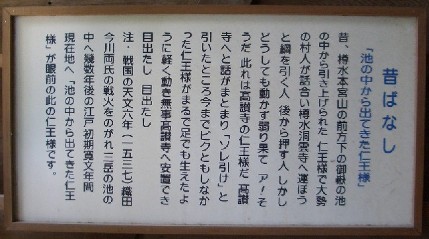 昔ばなし
「池の中から出てきた仁王様」
昔、樽水本宮山の前方下の御嶽の池
の中から引き上げられた 仁王様で大勢
の村人が話合い樽水洞雲寺へ運ぼう
と綱を引く人 後から押す人 しかし
どうしても動かず弱り果て「ア!そ
うだ 此れは高讃寺の仁王様だ 高讃
寺へと話がまとまり「ソレ引け」と
引いたところ今までビクともしなか
った仁王様がまるで足でも生えたよ
うに軽く動き無事高讃寺へ安置でき
目出たし 目出たし
注・戦国の天文六年(一五三七)織田
今川両氏の戦火をのがれ三岳の池の
中へ幾数年後の江戸初期寛文年間
現在地へ「池の中から出てきた仁王
様」が眼前の此の仁王様です。